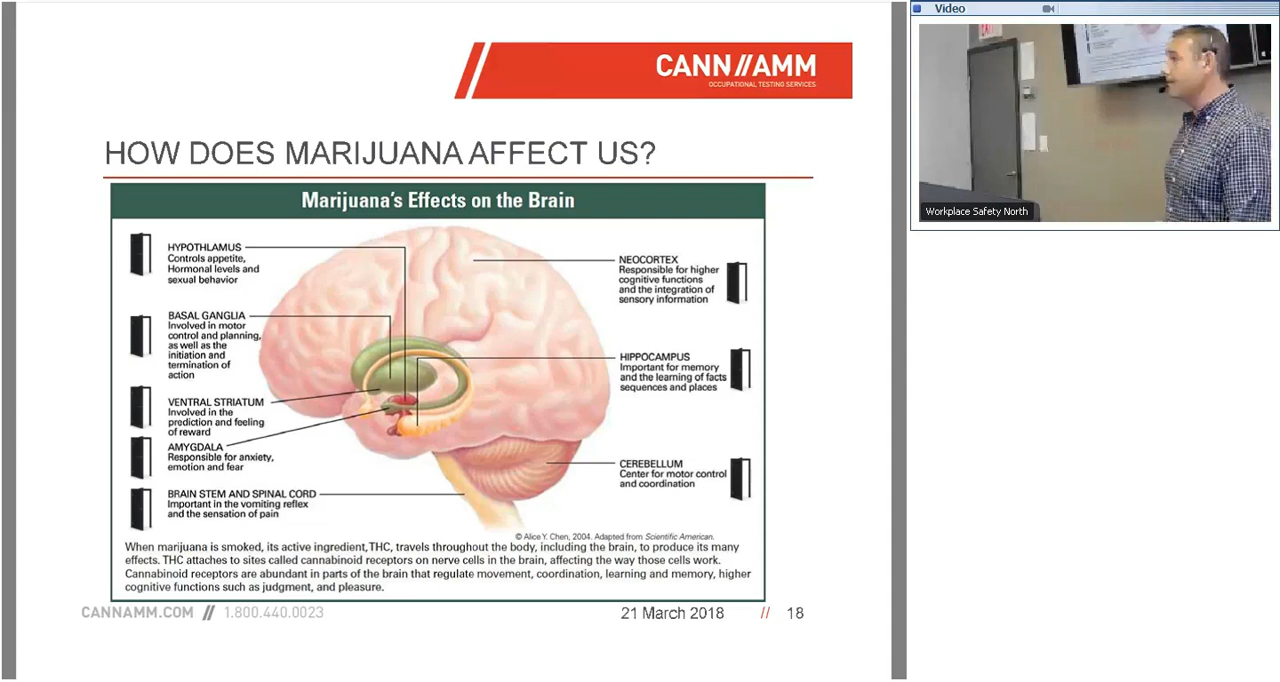 Video
EXIT
Workplace Safety North
CANN//AMM
OCCUPATIONAL TESTING SERVICES
HOW DOES MARIJUANA AFFECT US?
Marijuana's Effects on the Brain
HYPOTHLAMUS
Controls appetite,
Hormonal levels and
sexual behavior
BASAL GANGLIA
Involved in motor
control and planning,
as well as the
initiation and
termination of
action
VENTRAL STRIATUM
Involved in the
prediction and feeling
of reward
AMYGDALA
Responsible for anxiety,
emotion and fear
BRAIN STEM AND SPINAL CORD
Important in the vomiting reflex
and the sensation of pain
NEOCORTEX
Responsible for higher
cognitive functions
and the integration of
sensory information
HIPPOCAMPUS
Important for memory
and the learning of facts
sequences and places
CEREBELLUM
Center for motor control
and coordination
© Alice Y. Chen, 2004. Adapted from Scientific American.
When marijuana is smoked, its active ingredient, THC, travels throughout the body, including the brain, to produce its many
effects. THC attaches to sites called cannabinoid receptors on nerve cells in the brain, affecting the way those cells work.
Cannabinoid receptors are abundant in parts of the brain that regulate movement, coordination, learning and memory, higher
cognitive functions such as judgment, and pleasure.
CANNAMM.COM // 1.800.440.0023
21 March 2018 // 18